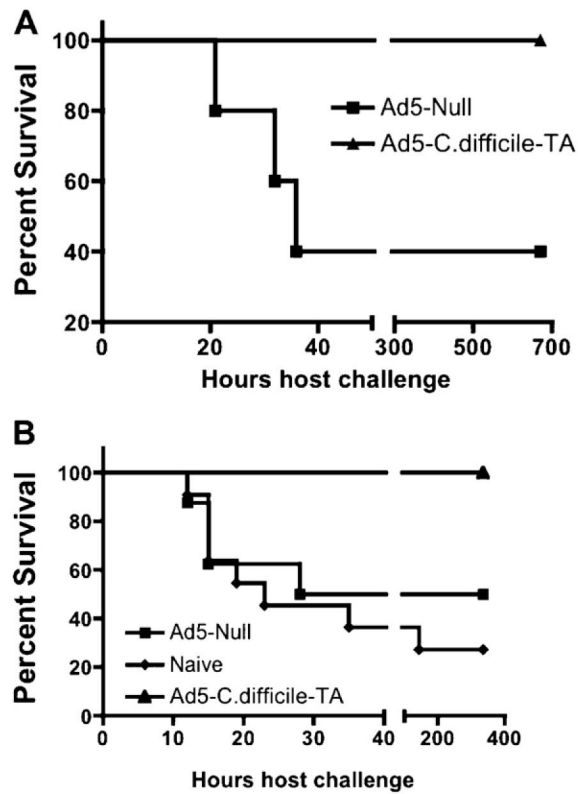 A
Percent Survival
100
80
60
40
20
Ad5-Null
Ad5-C.difficile-TA
0 20 40 300 500 700
Hours host challenge
B
Percent Survival
100
80
60
40
20
0
Ad5-Null
Naive
Ad5-C.difficile-TA
0 10 20 30 40 200 400
Hours host challenge